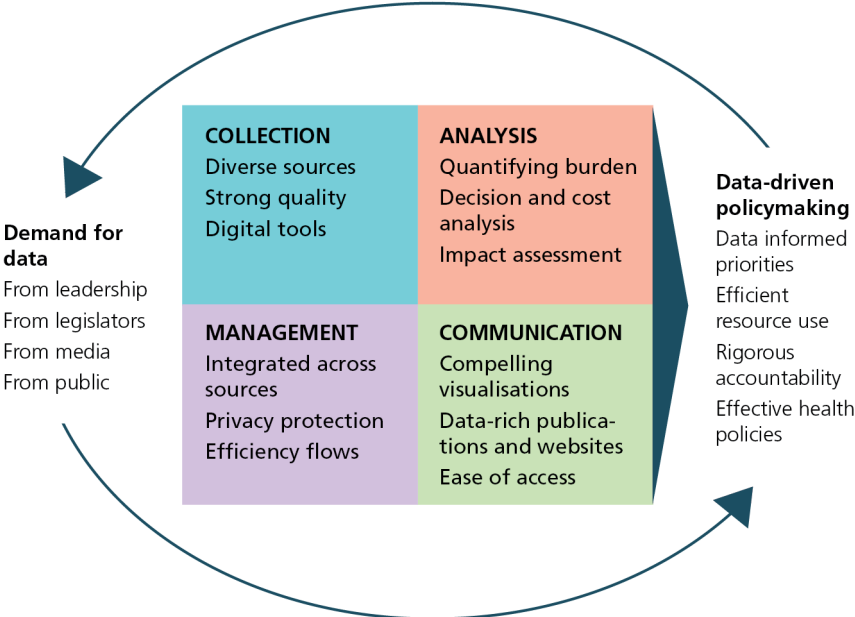 Demand for
data
From leadership
From legislators
From media
From public
COLLECTION
Diverse sources
Strong quality
Digital tools
ANALYSIS
Quantifying burden
Decision and cost
analysis
Impact assessment
MANAGEMENT
Integrated across
sources
Privacy protection
Efficiency flows
COMMUNICATION
Compelling
visualisations
Data-rich publica-
tions and websites
Ease of access
Data-driven
policymaking
Data informed
priorities
Efficient
resource use
Rigorous
accountability
Effective health
policies